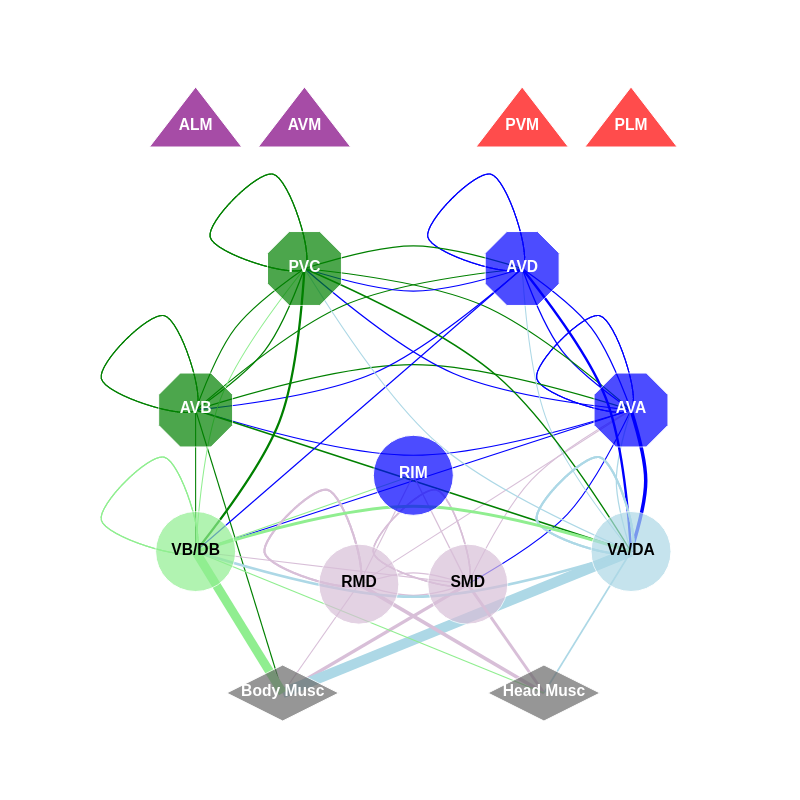 ALM
AVM
PVM
PLM
PVC
AVD
AVB
AVA
RIM
VB/DB
VA/DA
RMD
SMD
Body Musc
Head Musc